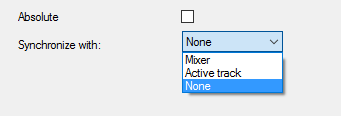 Absolute
Synchronize with: None
Mixer
Active track
None